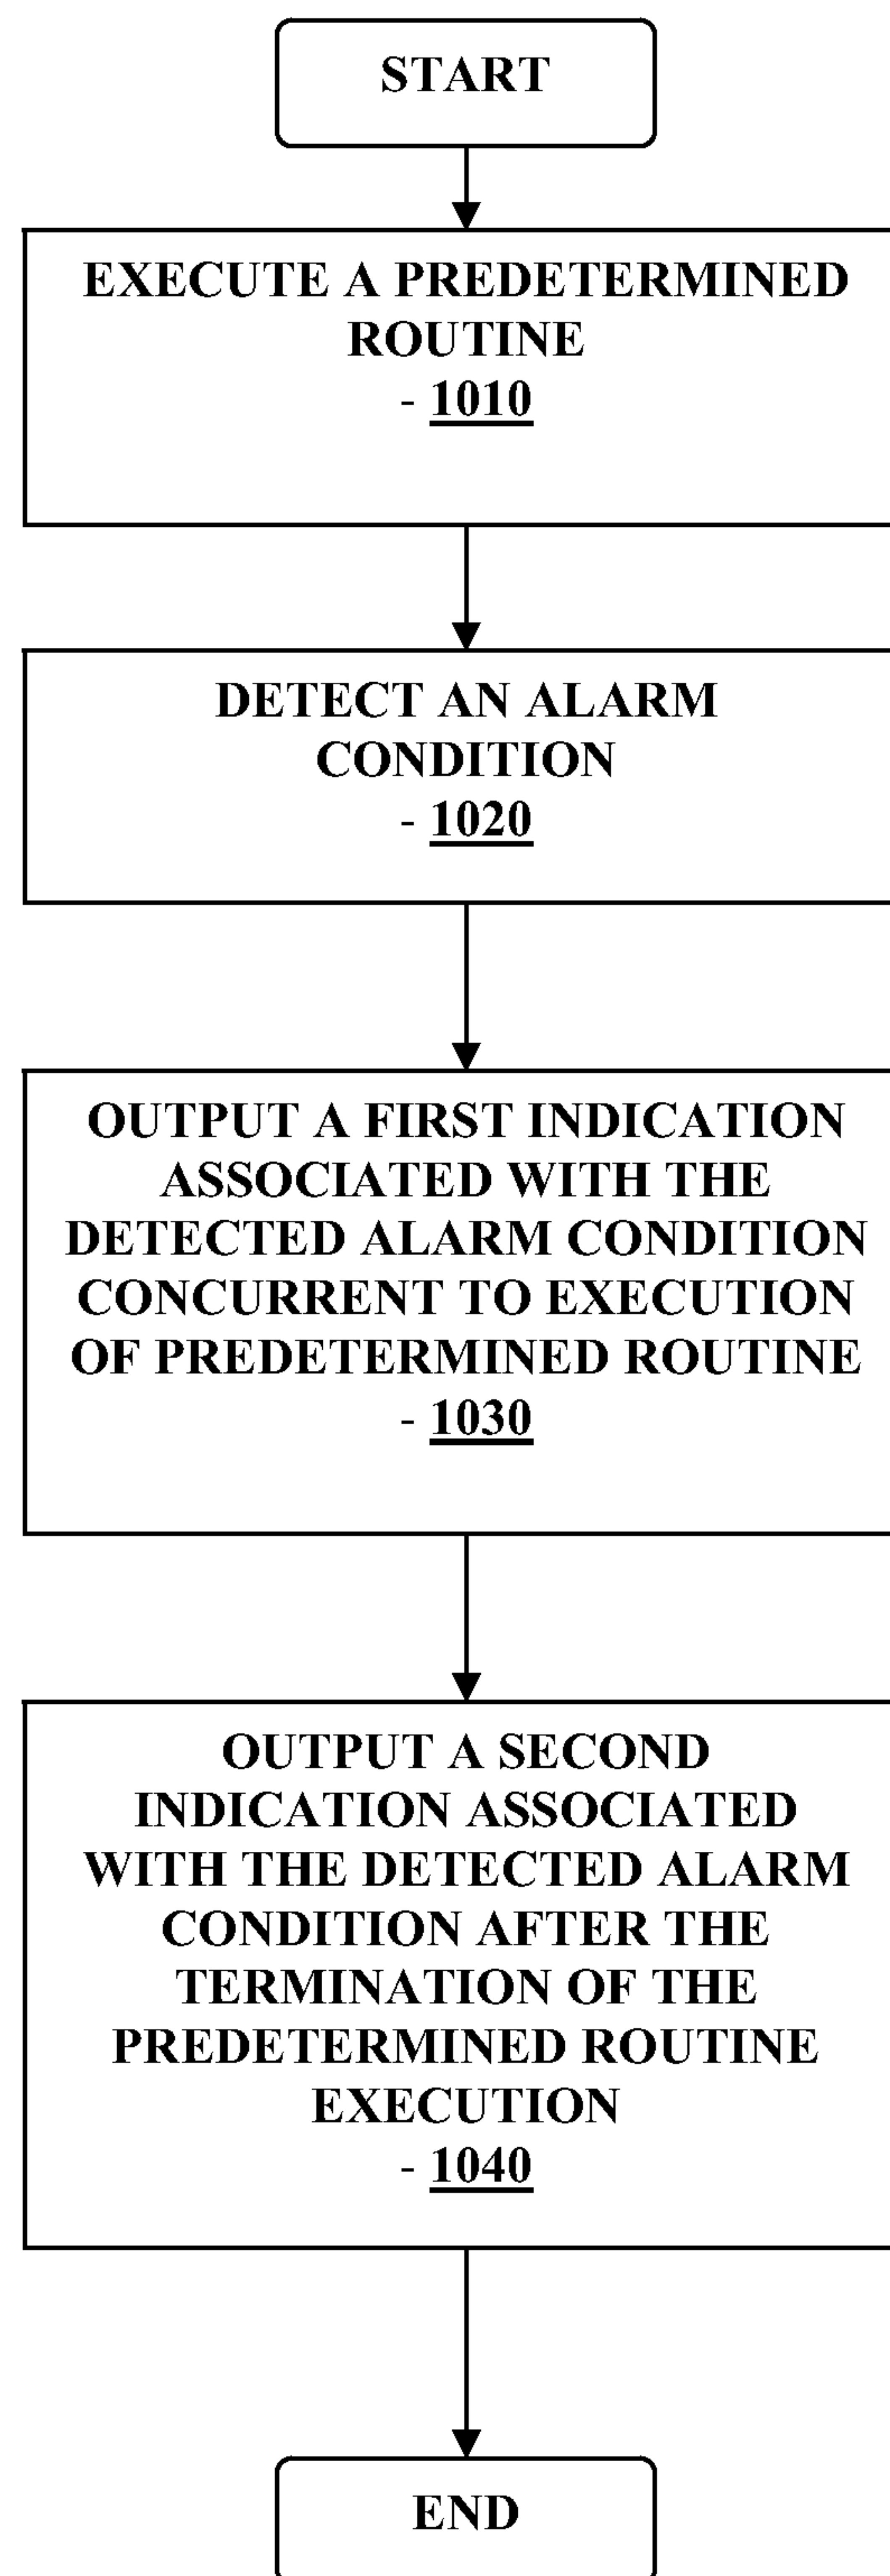 START
EXECUTE A PREDETERMINED
ROUTINE
- 1010
DETECT AN ALARM
CONDITION
- 1020
OUTPUT A FIRST INDICATION
ASSOCIATED WITH THE
DETECTED ALARM CONDITION
CONCURRENT TO EXECUTION
OF PREDETERMINED ROUTINE
- 1030
OUTPUT A SECOND
INDICATION ASSOCIATED
WITH THE DETECTED ALARM
CONDITION AFTER THE
TERMINATION OF THE
PREDETERMINED ROUTINE
EXECUTION
- 1040
END